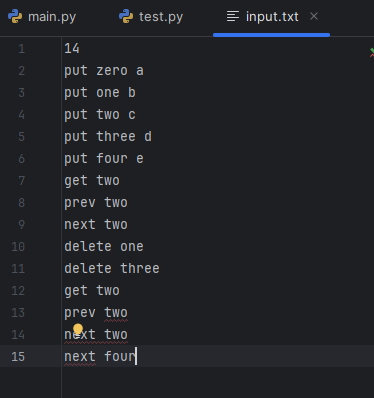 main.py test.py input.txt
1 14
2 put zero a
3 put one b
4 put two c
5 put three d
6 put four e
7 get two
8 prev two
9 next two
10 delete one
11 delete three
12 get two
13 prev two
14 next two
15 next four